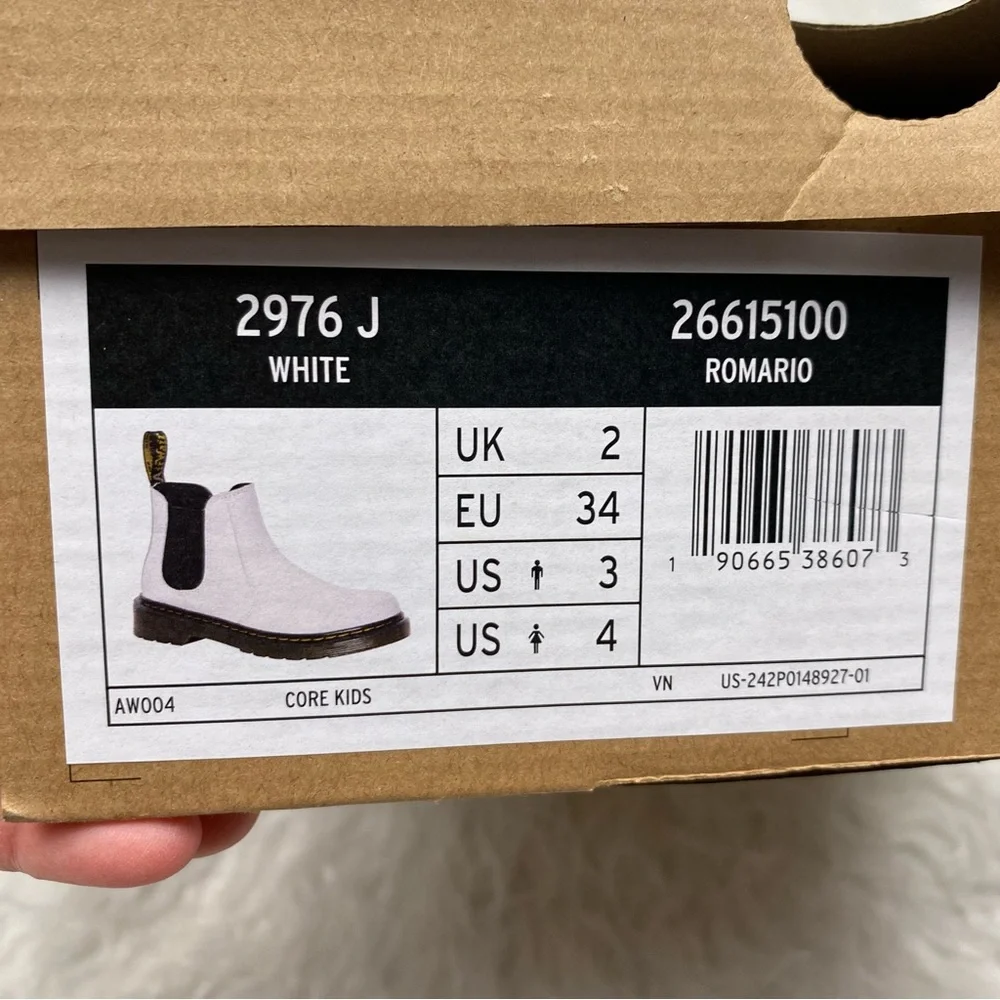 2976 J
WHITE
26615100
ROMARIO
UK 2
EU 34
US 3
US 4
1 90665 38607 3
AW004 CORE KIDS VN US-242P0148927-01